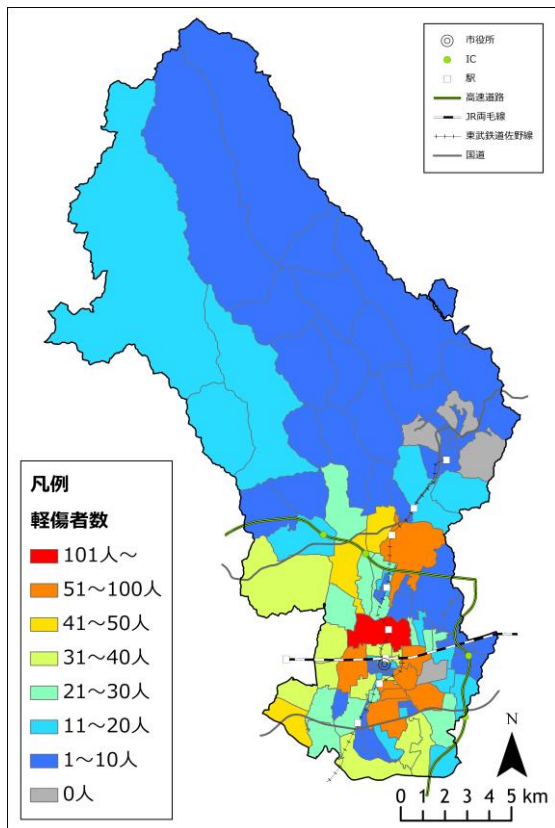 市役所
IC
駅
高速道路
JR両毛線
東武鉄道佐野線
国道
凡例
軽傷者数
101人～
51～100人
41～50人
31～40人
21～30人
11～20人
1～10人
0人
N
0 1 2 3 4 5 km